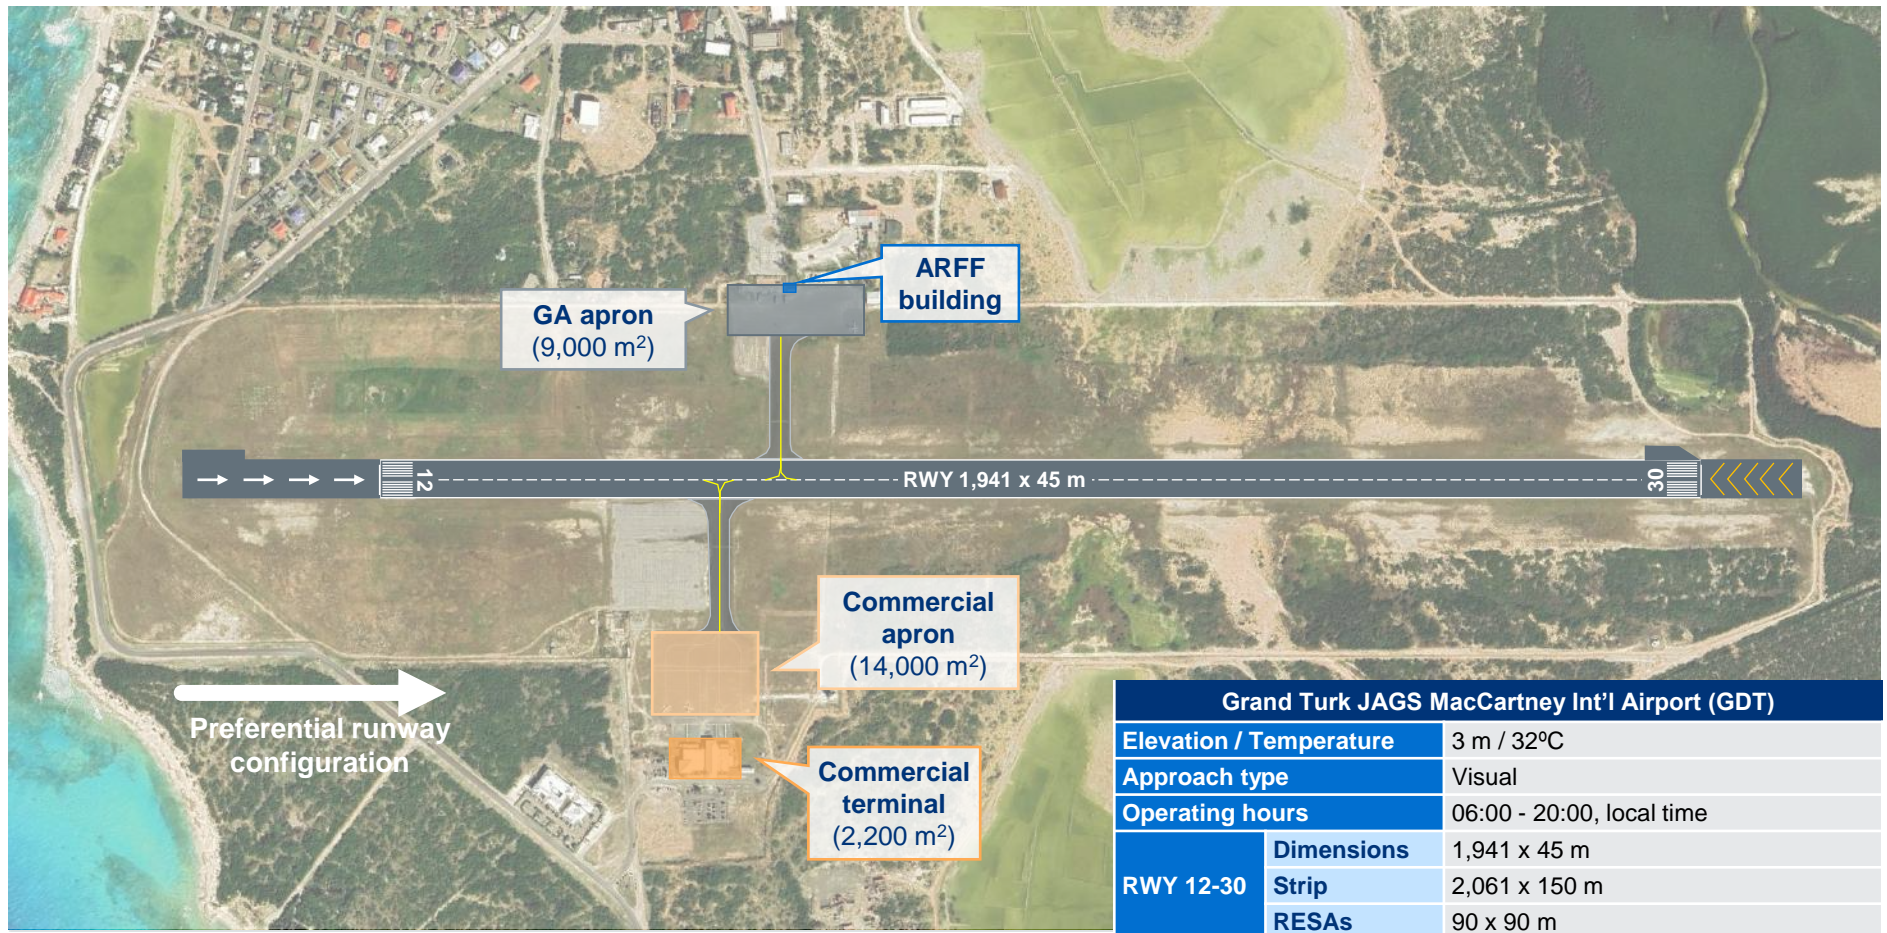 ARFF
building
GA apron
(9,000 m²)
12
RWY 1,941 x 45 m
30
Commercial
apron
(14,000 m²)
Preferential runway
configuration
Commercial
terminal
(2,200 m²)
Grand Turk JAGS MacCartney Int’l Airport (GDT)
Elevation / Temperature 3 m / 32ºC
Approach type Visual
Operating hours 06:00 - 20:00, local time
RWY 12-30
Dimensions 1,941 x 45 m
Strip 2,061 x 150 m
RESAs 90 x 90 m